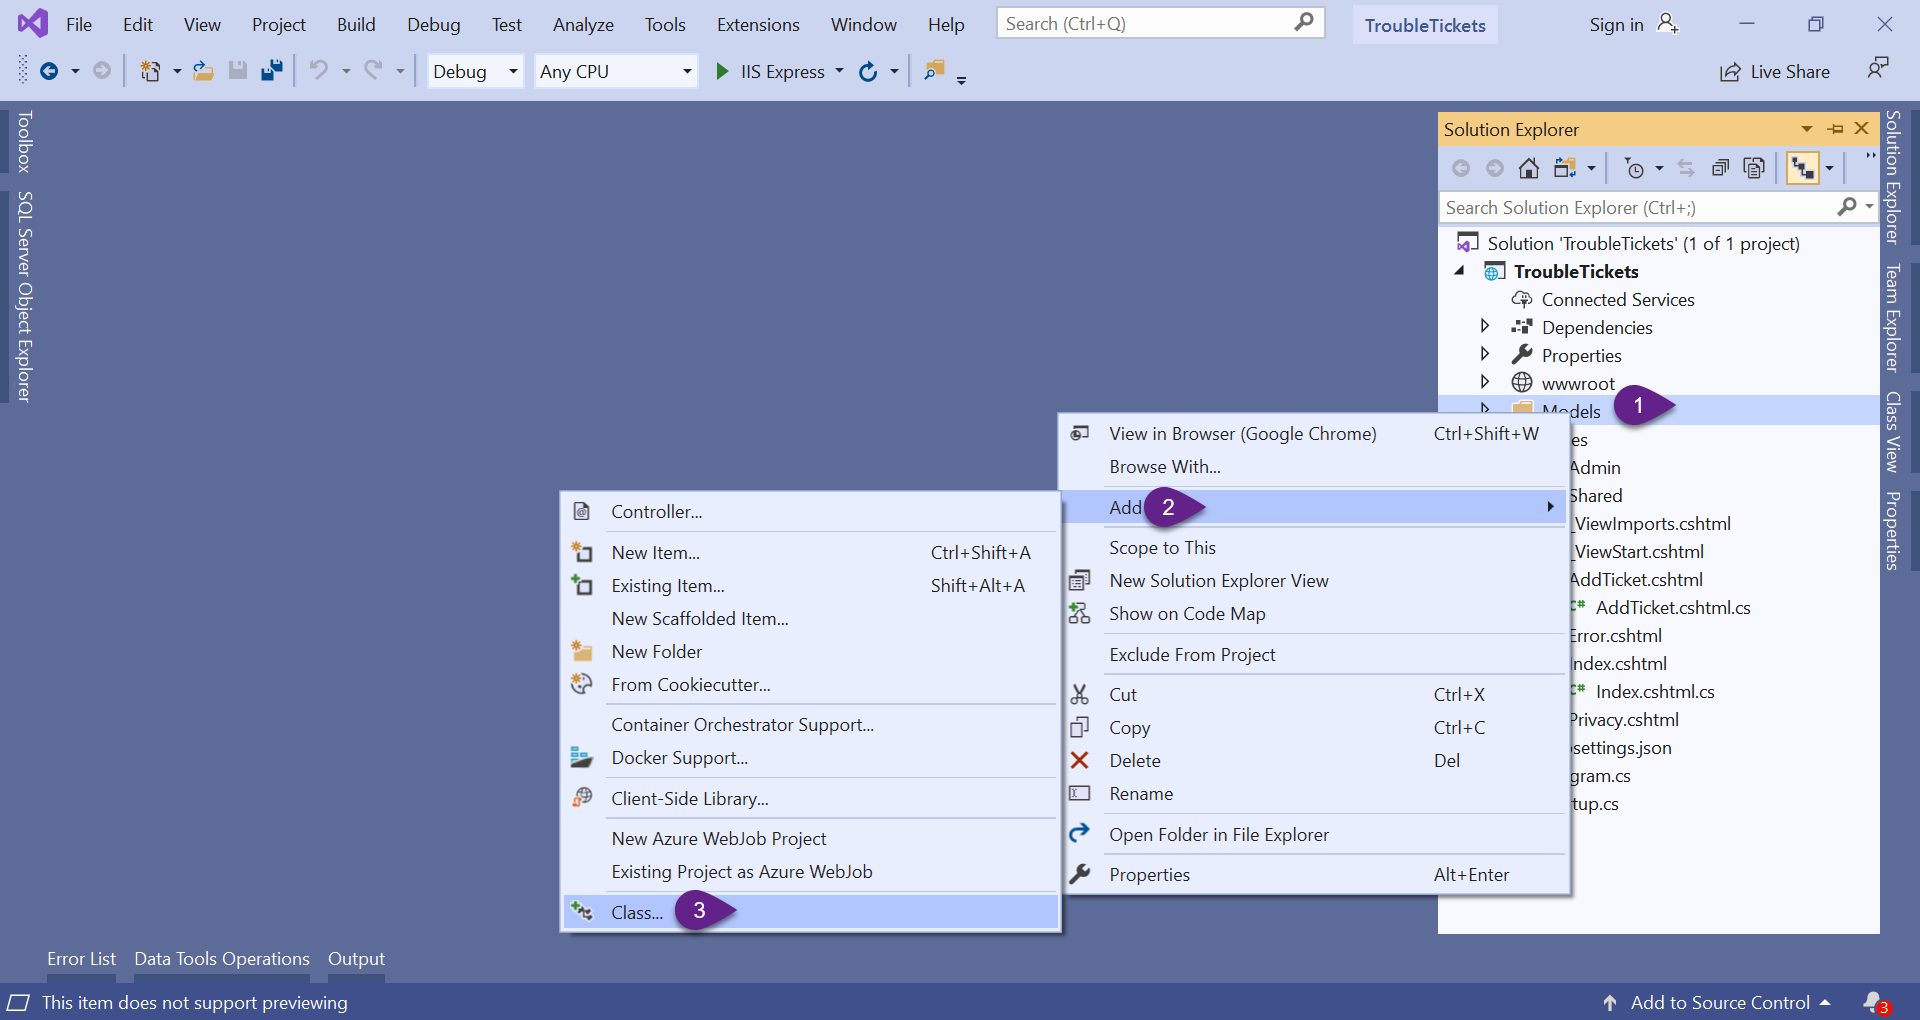 File Edit View Project Build Debug Test Analyze Tools Extensions Window Help Search (Ctrl+Q) TroubleTickets Sign in
Debug Any CPU IIS Express Live Share
Toolbox
SQL Server Object Explorer
Controller...
New Item... Ctrl+Shift+A
Existing Item... Shift+Alt+A
New Scaffolded Item...
New Folder
From Cookiecutter...
Container Orchestrator Support...
Docker Support...
Client-Side Library...
New Azure WebJob Project
Existing Project as Azure WebJob
Class... 3
View in Browser (Google Chrome) Ctrl+Shift+W
Browse With...
Add 2
Scope to This
New Solution Explorer View
Show on Code Map
Exclude From Project
Cut Ctrl+X
Copy Ctrl+C
Delete Del
Rename
Open Folder in File Explorer
Properties Alt+Enter
Solution Explorer
Search Solution Explorer (Ctrl+;)
Solution 'TroubleTickets' (1 of 1 project)
TroubleTickets
Connected Services
Dependencies
Properties
wwwroot
Models 1
es
Admin
Shared
_ViewImports.cshtml
_ViewStart.cshtml
AddTicket.cshtml
C# AddTicket.cshtml.cs
Error.cshtml
Index.cshtml
C# Index.cshtml.cs
Privacy.cshtml
psettings.json
gram.cs
rtup.cs
Solution Explorer
Team Explorer
Class View
Properties
Error List Data Tools Operations Output
This item does not support previewing Add to Source Control 3